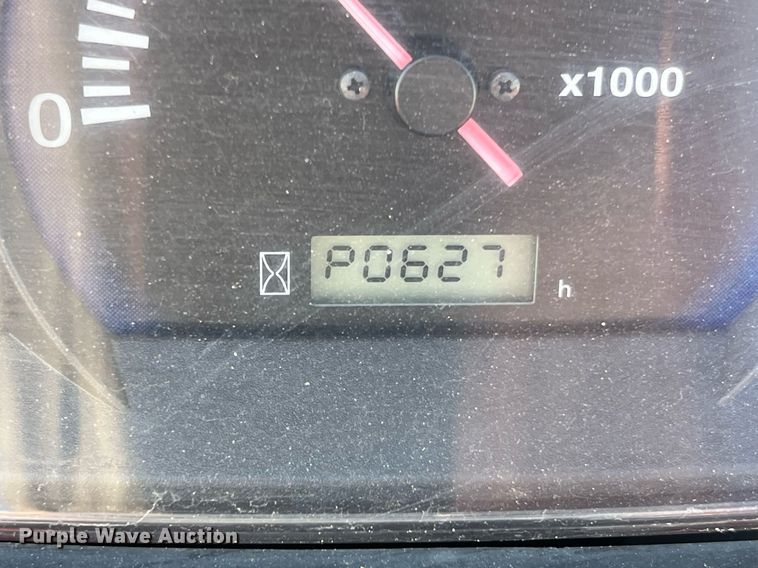 x1000
0
P0627
h
Purple Wave Auction